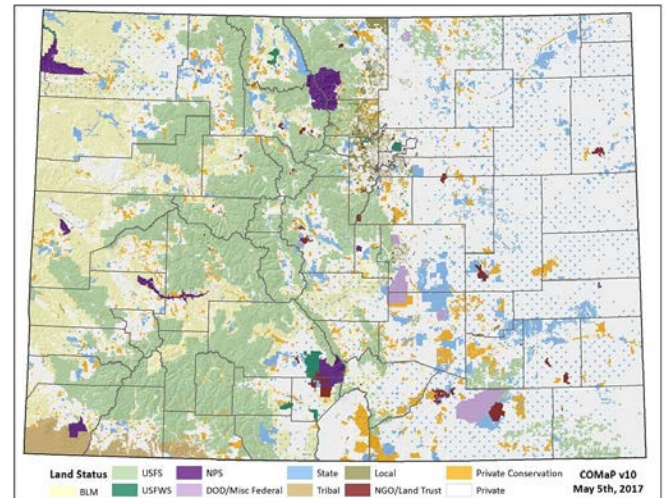 Land Status
USFS
NPS
State
Local
Private Conservation
COMaP v10
BLM
USFWS
DOD/Misc Federal
Tribal
NGO/Land Trust
Private
May 5th, 2017